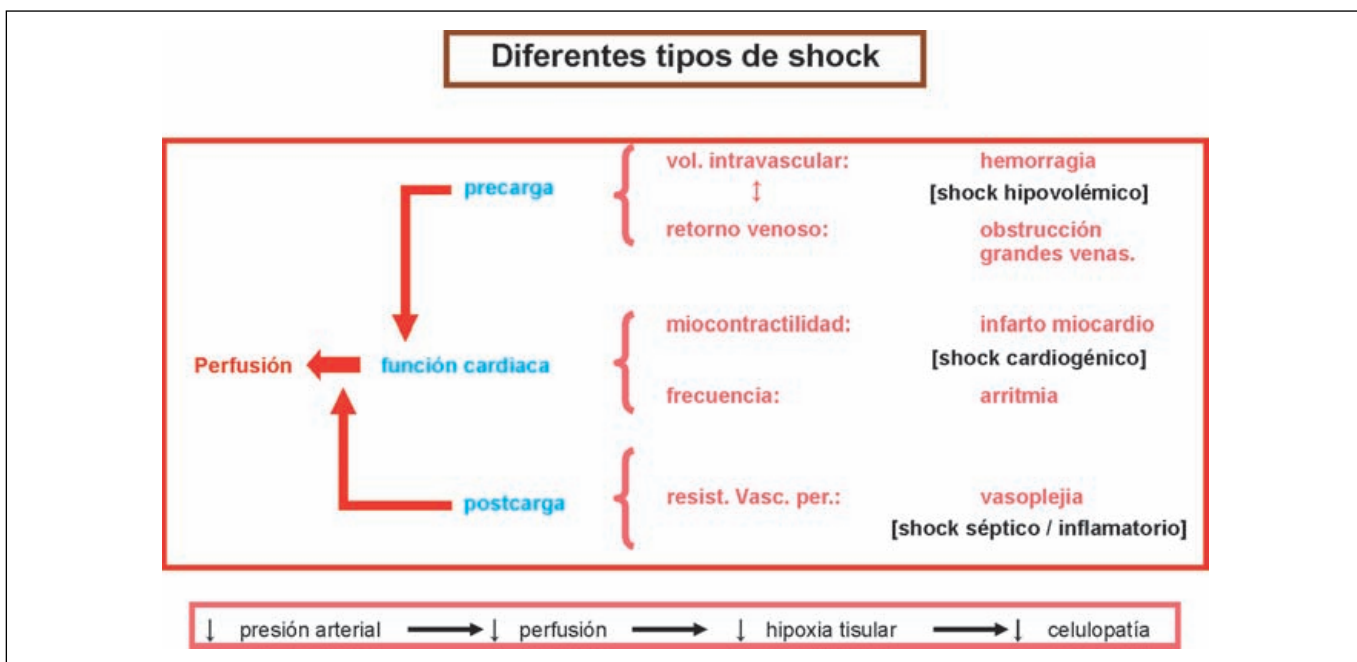 Diferentes tipos de shock
precarga
vol. intravascular: hemorragia
↕ [shock hipovolémico]
retorno venoso: obstrucción
grandes venas.
miocontractilidad: infarto miocardio
Perfusión función cardiaca [shock cardiogénico]
frecuencia: arritmia
postcarga
resist. Vasc. per.: vasoplejia
[shock séptico / inflamatorio]
↓ presión arterial → ↓ perfusión → ↓ hipoxia tisular → ↓ celulopatía